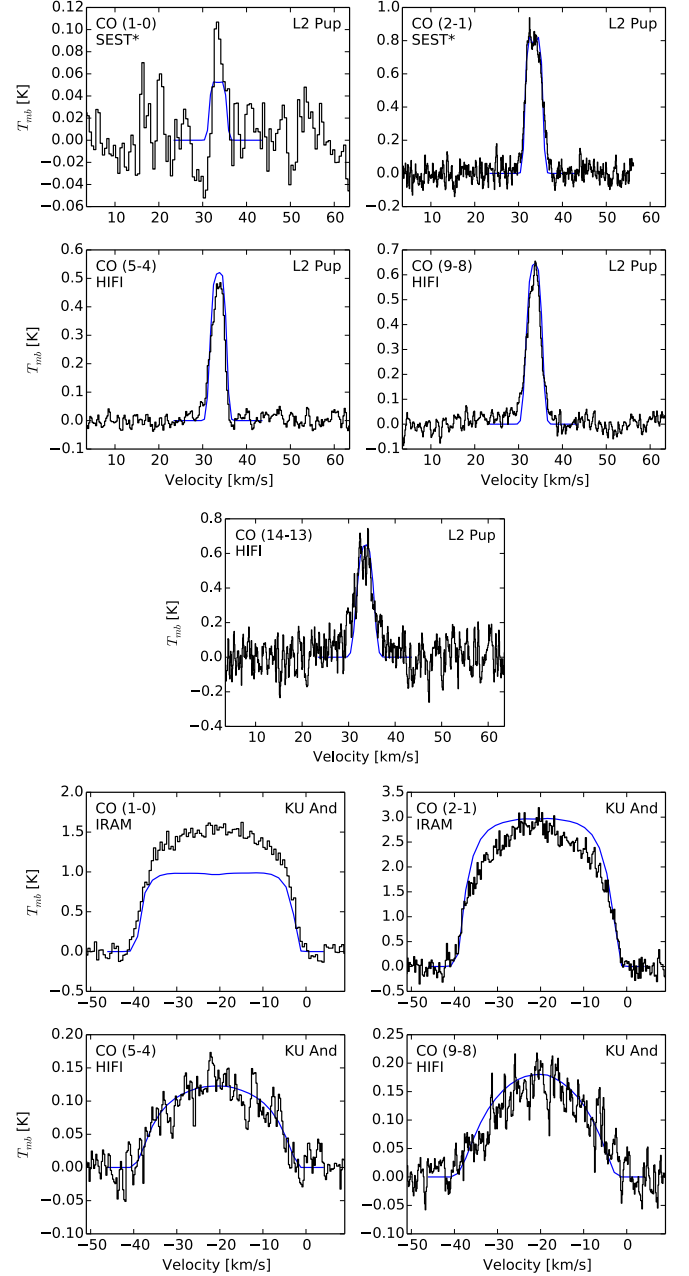 CO (1-0) L2 Pup
SEST*
T_mb [K]
0.12
0.10
0.08
0.06
0.04
0.02
0.00
−0.02
−0.04
−0.06
10 20 30 40 50 60
CO (2-1) L2 Pup
SEST*
1.0
0.8
0.6
0.4
0.2
0.0
−0.2
10 20 30 40 50 60
CO (5-4) L2 Pup
HIFI
T_mb [K]
0.6
0.5
0.4
0.3
0.2
0.1
0.0
−0.1
10 20 30 40 50 60
Velocity [km/s]
CO (9-8) L2 Pup
HIFI
0.7
0.6
0.5
0.4
0.3
0.2
0.1
0.0
−0.1
10 20 30 40 50 60
Velocity [km/s]
CO (14-13) L2 Pup
HIFI
T_mb [K]
0.8
0.6
0.4
0.2
0.0
−0.2
−0.4
10 20 30 40 50 60
Velocity [km/s]
CO (1-0) KU And
IRAM
T_mb [K]
2.0
1.5
1.0
0.5
0.0
−0.5
−50 −40 −30 −20 −10 0
CO (2-1) KU And
IRAM
3.5
3.0
2.5
2.0
1.5
1.0
0.5
0.0
−0.5
−50 −40 −30 −20 −10 0
CO (5-4) KU And
HIFI
T_mb [K]
0.20
0.15
0.10
0.05
0.00
−0.05
−0.10
−50 −40 −30 −20 −10 0
Velocity [km/s]
CO (9-8) KU And
HIFI
0.25
0.20
0.15
0.10
0.05
0.00
−0.05
−0.10
−50 −40 −30 −20 −10 0
Velocity [km/s]